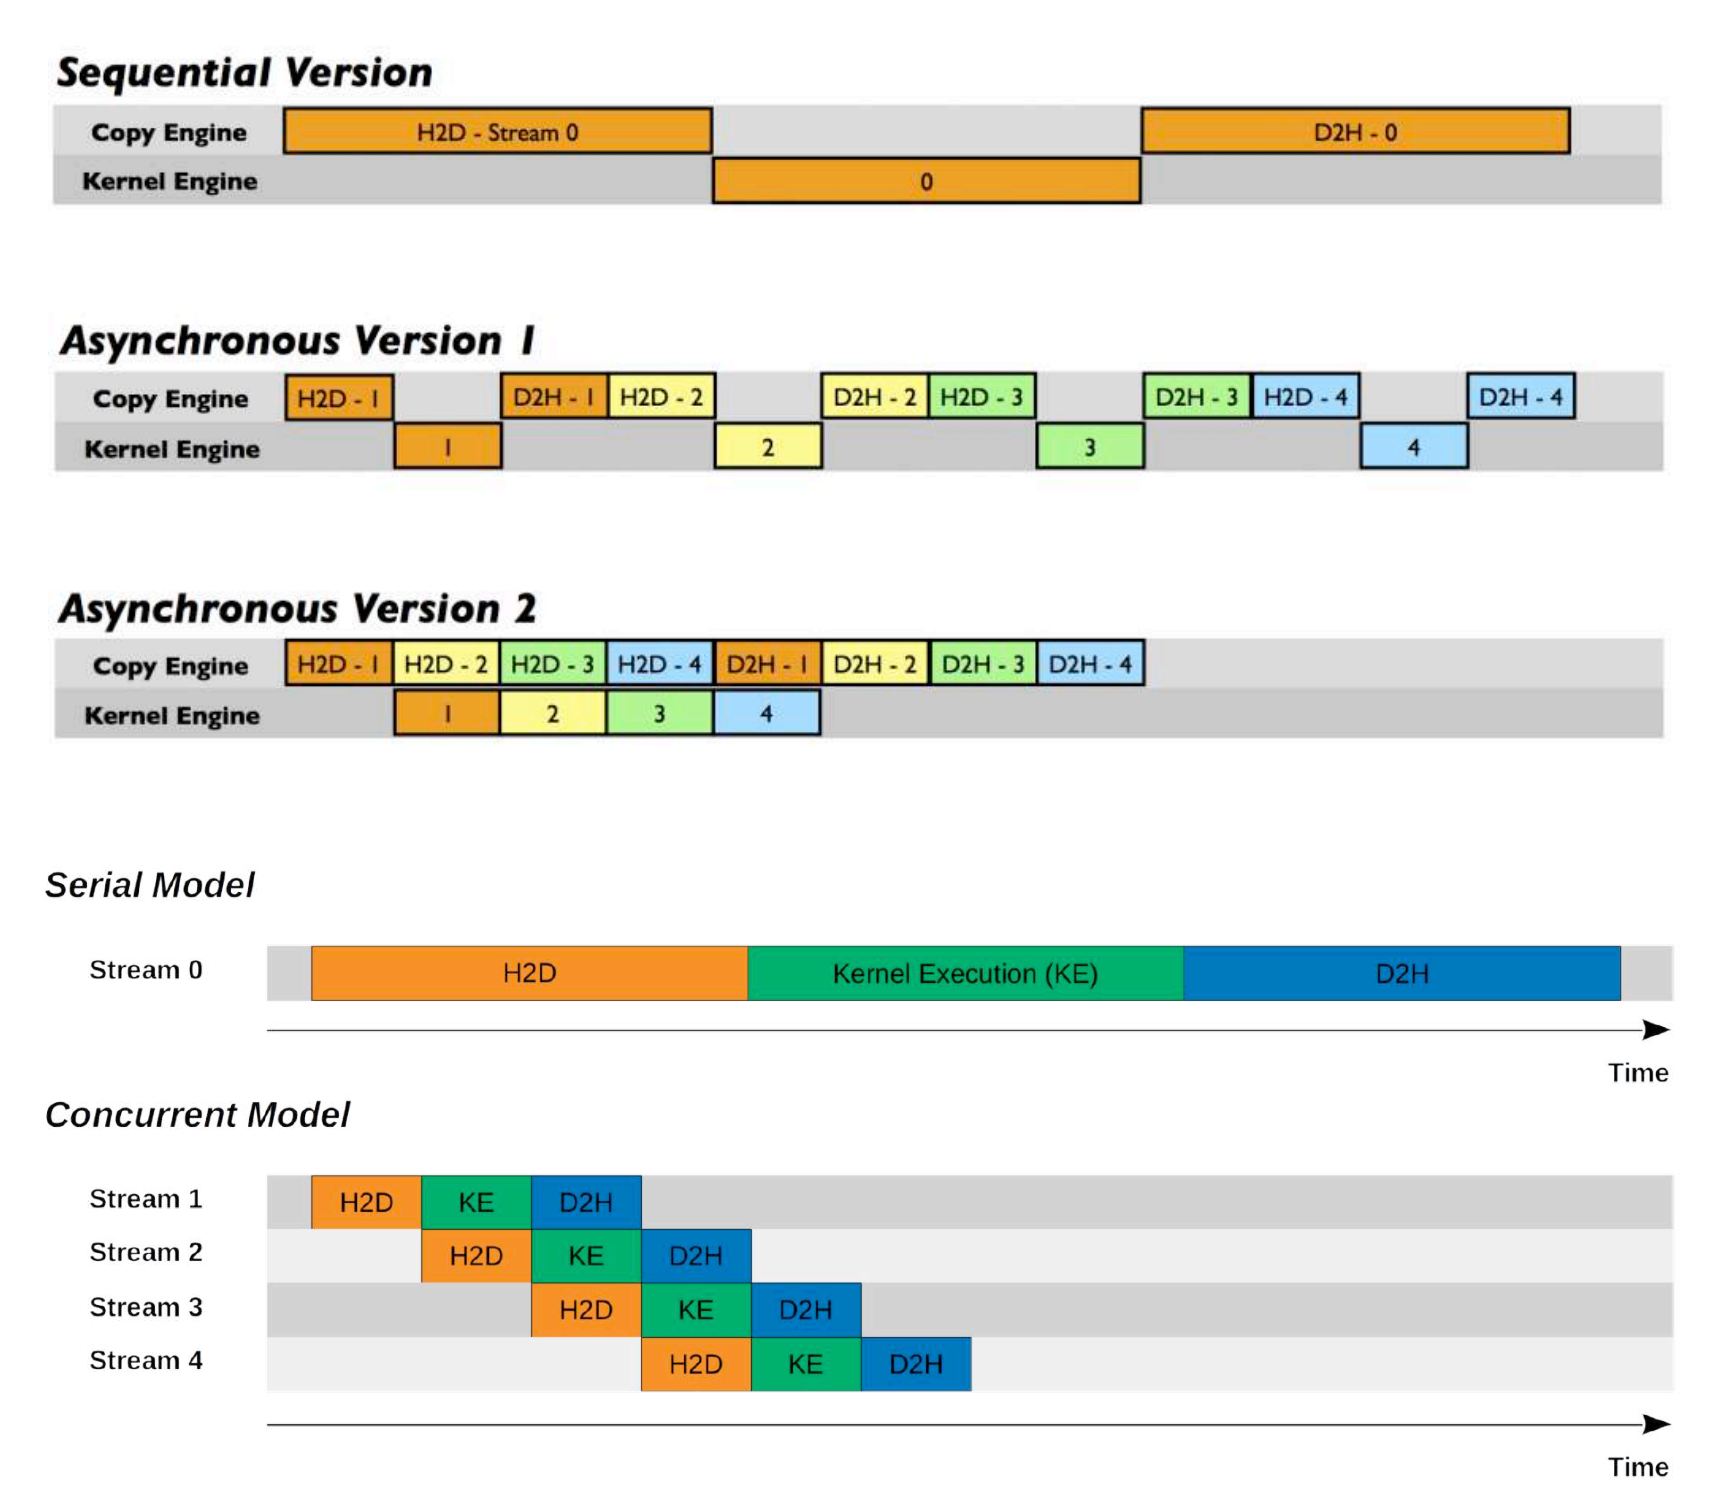 Sequential Version
Copy Engine H2D - Stream 0 D2H - 0
Kernel Engine 0
Asynchronous Version 1
Copy Engine H2D - 1 D2H - 1 H2D - 2 D2H - 2 H2D - 3 D2H - 3 H2D - 4 D2H - 4
Kernel Engine 1 2 3 4
Asynchronous Version 2
Copy Engine H2D - 1 H2D - 2 H2D - 3 H2D - 4 D2H - 1 D2H - 2 D2H - 3 D2H - 4
Kernel Engine 1 2 3 4
Serial Model
Stream 0 H2D Kernel Execution (KE) D2H
Time
Concurrent Model
Stream 1 H2D KE D2H
Stream 2 H2D KE D2H
Stream 3 H2D KE D2H
Stream 4 H2D KE D2H
Time